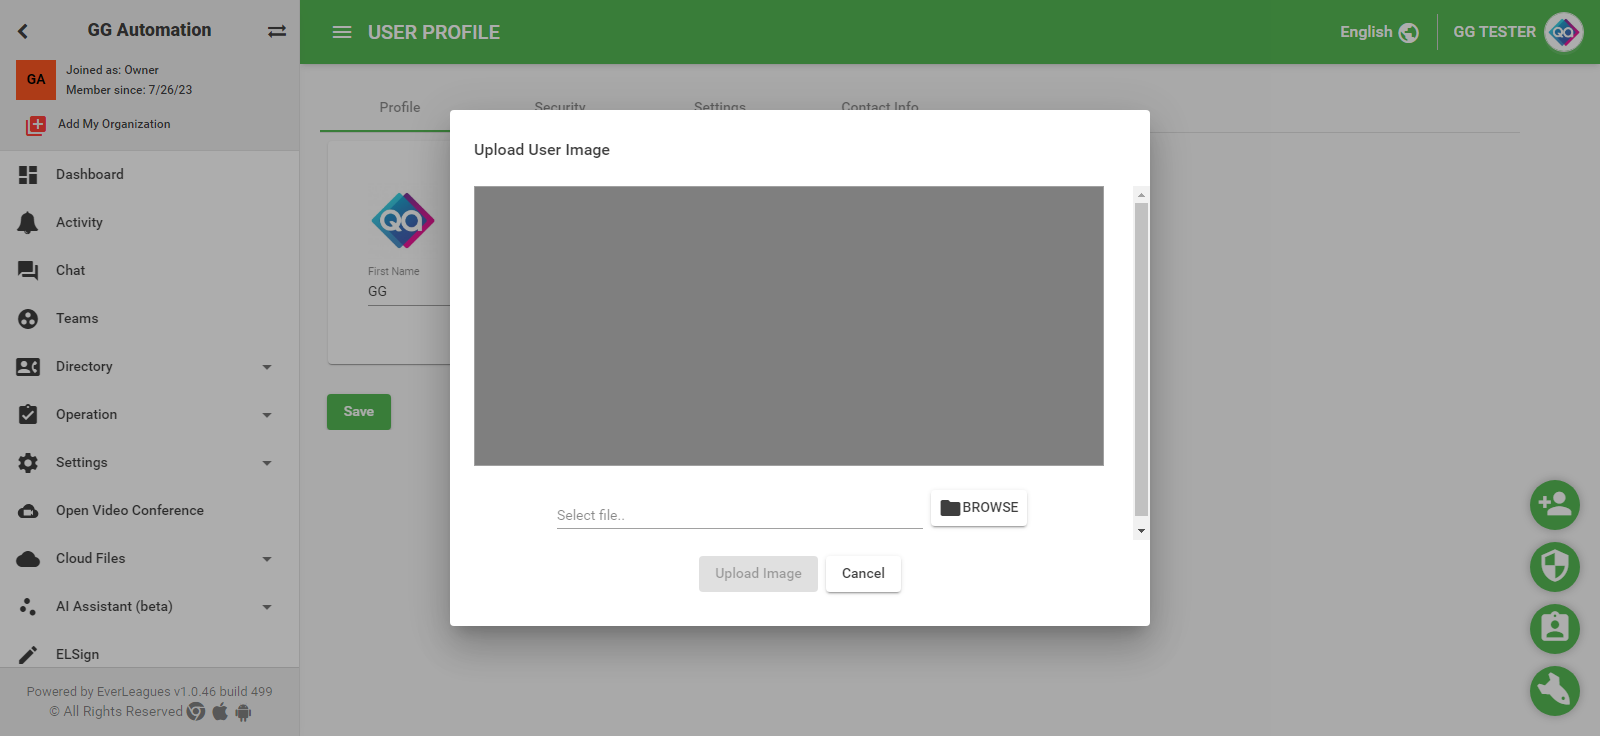 GG Automation
GA
Joined as: Owner
Member since: 7/26/23
Add My Organization
Dashboard
Activity
Chat
Teams
Directory
Operation
Settings
Open Video Conference
Cloud Files
AI Assistant (beta)
ELSign
Powered by EverLeagues v1.0.46 build 499
© All Rights Reserved
USER PROFILE
English
GG TESTER
Qa
Profile
Security
Settings
Contact Info
Qa
First Name
GG
Save
Upload User Image
Select file..
BROWSE
Upload Image
Cancel